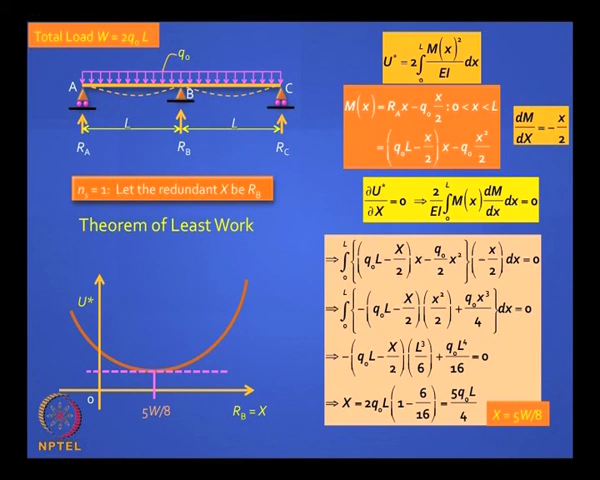 Total Load W = 2q₀ L
q₀
A
B
C
L
L
R_A
R_B
R_C
n_s = 1: Let the redundant X be R_B
Theorem of Least Work
U*
0
5W/8
R_B = X
NPTEL
U* = 2∫₀ᴸ M(x)²/EI dx
M(x) = R_A x − q₀ x/2 ; 0 < x < L
= (q₀L − x/2) x − q₀ x²/2
dM/dX = − x/2
∂U*/∂X = 0 ⇒ 2/EI ∫₀ᴸ M(x) dM/dx dx = 0
⇒ ∫₀ᴸ {(q₀L − X/2) x − q₀/2 x²} (− x/2) dx = 0
⇒ ∫₀ᴸ {−(q₀L − X/2) (x²/2) + q₀x³/4} dx = 0
⇒ −(q₀L − X/2) (L³/6) + q₀L⁴/16 = 0
⇒ X = 2q₀L (1 − 6/16) = 5q₀L/4
X = 5W/8